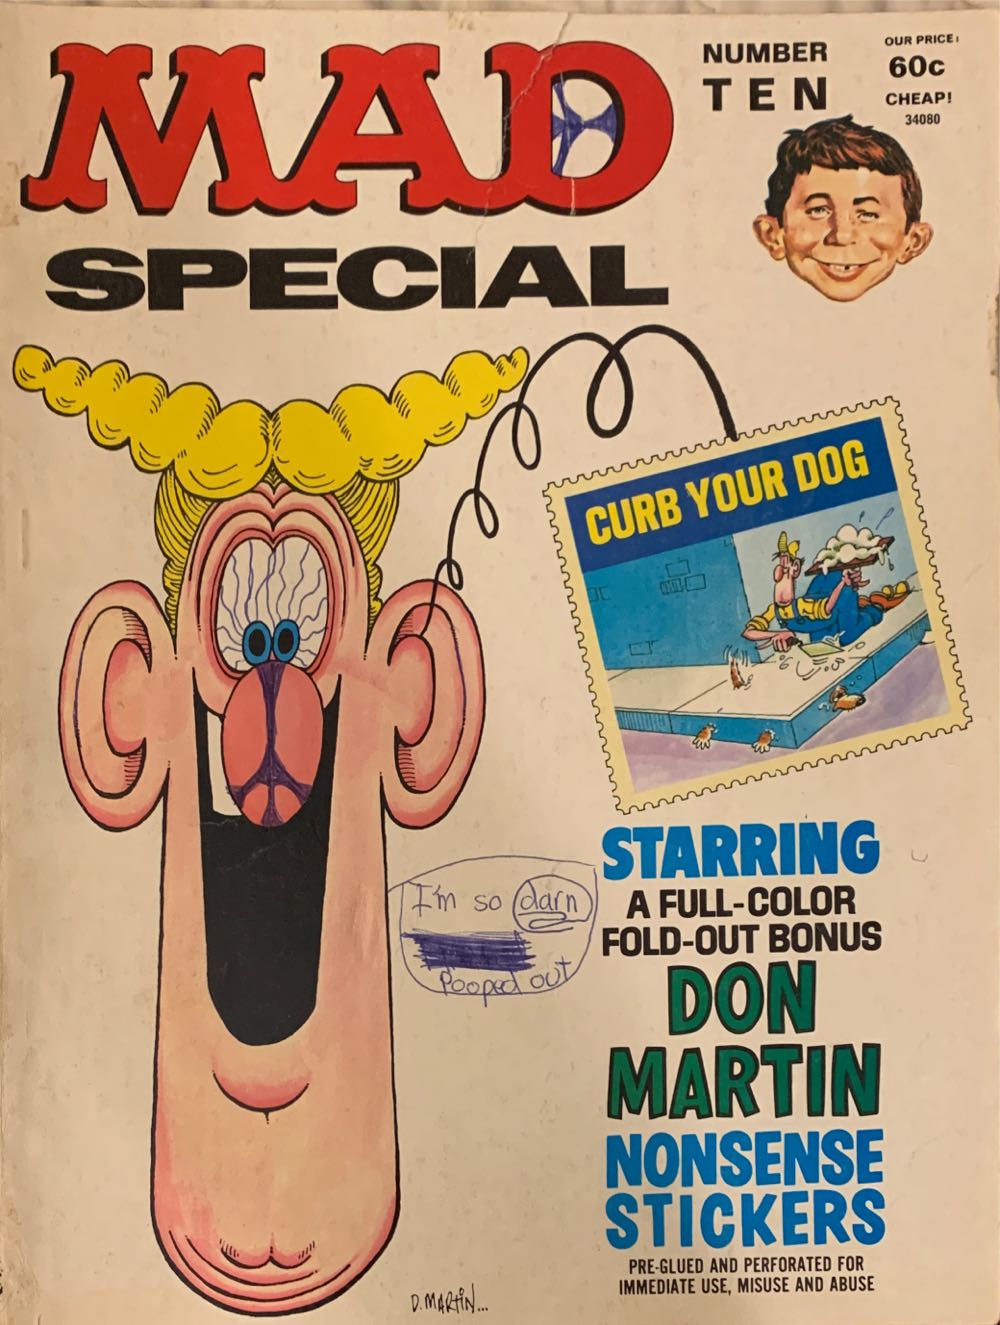 MAD
SPECIAL
NUMBER
TEN
OUR PRICE:
60c
CHEAP!
34080
CURB YOUR DOG
I'm so darn
Pooped out
STARRING
A FULL-COLOR
FOLD-OUT BONUS
DON
MARTIN
NONSENSE
STICKERS
PRE-GLUED AND PERFORATED FOR
IMMEDIATE USE, MISUSE AND ABUSE
D. MARTIN...